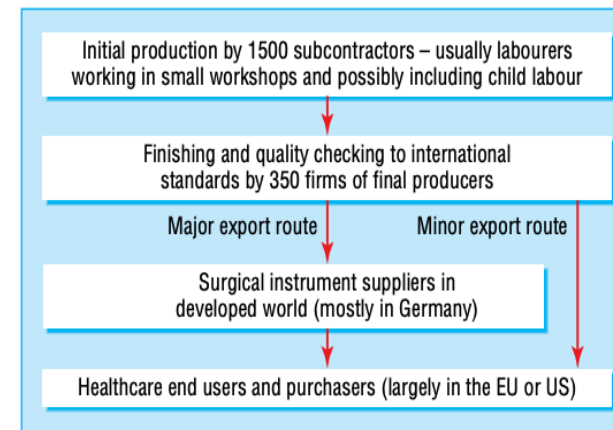 Initial production by 1500 subcontractors – usually labourers
working in small workshops and possibly including child labour
Finishing and quality checking to international
standards by 350 firms of final producers
Major export route
Minor export route
Surgical instrument suppliers in
developed world (mostly in Germany)
Healthcare end users and purchasers (largely in the EU or US)